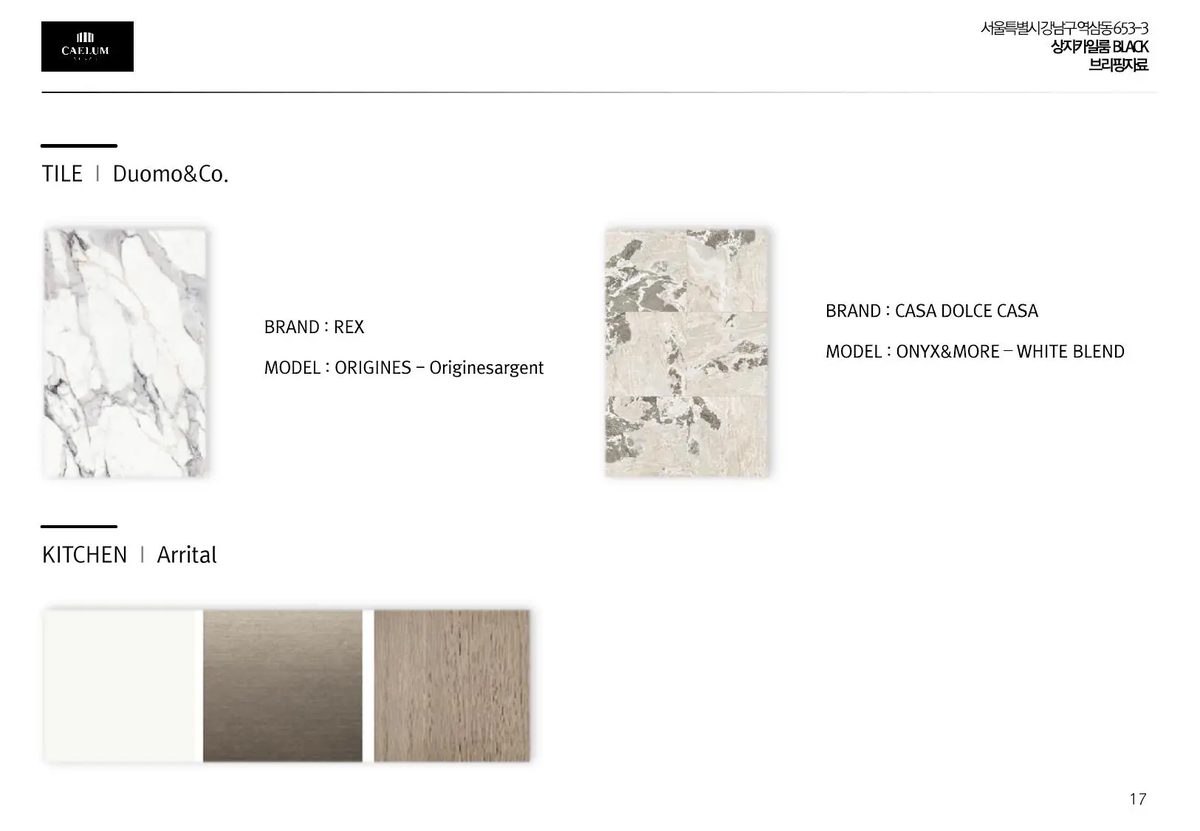 CAELUM
서울특별시 강남구 역삼동 653-3
상지카일룸 BLACK
브리핑자료
TILE | Duomo&Co.
BRAND : REX
MODEL : ORIGINES - Originesargent
BRAND : CASA DOLCE CASA
MODEL : ONYX&MORE - WHITE BLEND
KITCHEN | Arrital
17